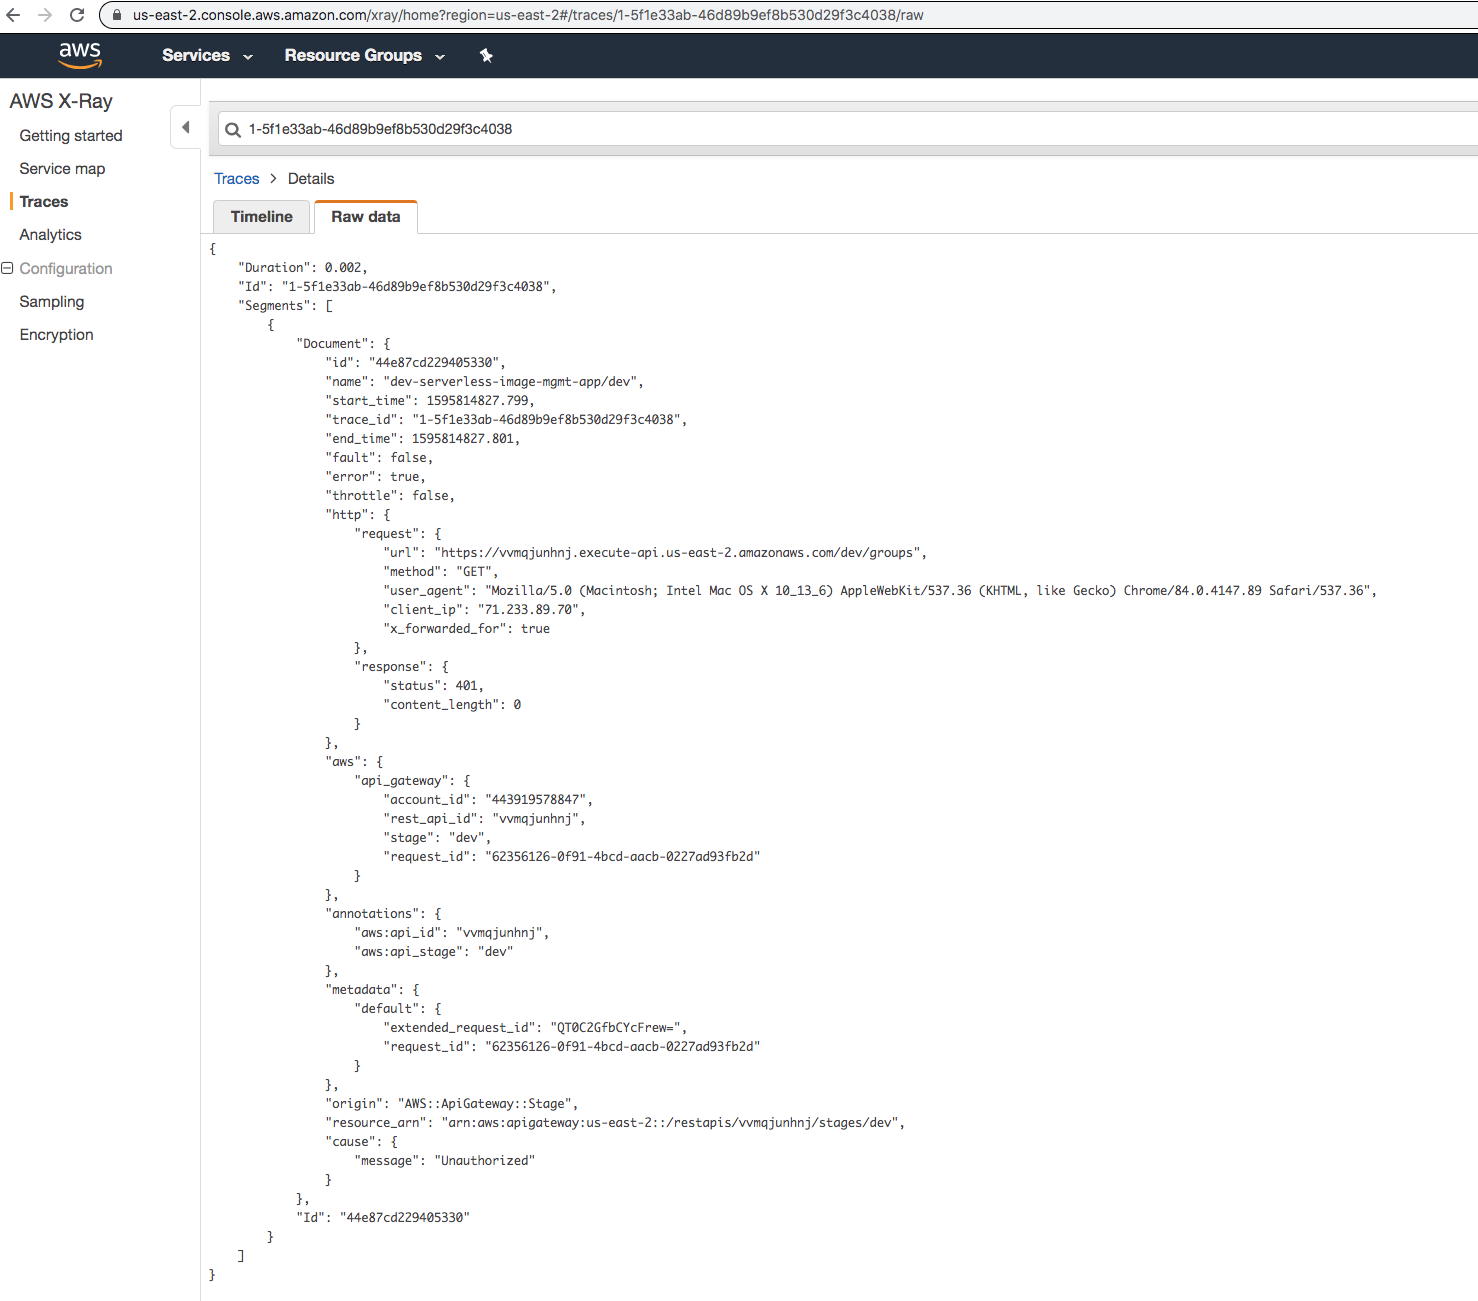 us-east-2.console.aws.amazon.com/xray/home?region=us-east-2#/traces/1-5f1e33ab-46d89b9ef8b530d29f3c4038/raw
aws Services Resource Groups
AWS X-Ray
Getting started
Service map
Traces
Analytics
Configuration
Sampling
Encryption
1-5f1e33ab-46d89b9ef8b530d29f3c4038
Traces > Details
Timeline Raw data
{
    "Duration": 0.002,
    "Id": "1-5f1e33ab-46d89b9ef8b530d29f3c4038",
    "Segments": [
        {
            "Document": {
                "id": "44e87cd229405330",
                "name": "dev-serverless-image-mgmt-app/dev",
                "start_time": 1595814827.799,
                "trace_id": "1-5f1e33ab-46d89b9ef8b530d29f3c4038",
                "end_time": 1595814827.801,
                "fault": false,
                "error": true,
                "throttle": false,
                "http": {
                    "request": {
                        "url": "https://vvmqjunhnj.execute-api.us-east-2.amazonaws.com/dev/groups",
                        "method": "GET",
                        "user_agent": "Mozilla/5.0 (Macintosh; Intel Mac OS X 10_13_6) AppleWebKit/537.36 (KHTML, like Gecko) Chrome/84.0.4147.89 Safari/537.36",
                        "client_ip": "71.233.89.70",
                        "x_forwarded_for": true
                    },
                    "response": {
                        "status": 401,
                        "content_length": 0
                    }
                },
                "aws": {
                    "api_gateway": {
                        "account_id": "443919578847",
                        "rest_api_id": "vvmqjunhnj",
                        "stage": "dev",
                        "request_id": "62356126-0f91-4bcd-aacb-0227ad93fb2d"
                    }
                },
                "annotations": {
                    "aws:api_id": "vvmqjunhnj",
                    "aws:api_stage": "dev"
                },
                "metadata": {
                    "default": {
                        "extended_request_id": "QT0C2GfbCYcFrew=",
                        "request_id": "62356126-0f91-4bcd-aacb-0227ad93fb2d"
                    }
                },
                "origin": "AWS::ApiGateway::Stage",
                "resource_arn": "arn:aws:apigateway:us-east-2::/restapis/vvmqjunhnj/stages/dev",
                "cause": {
                    "message": "Unauthorized"
                }
            },
            "Id": "44e87cd229405330"
        }
    ]
}